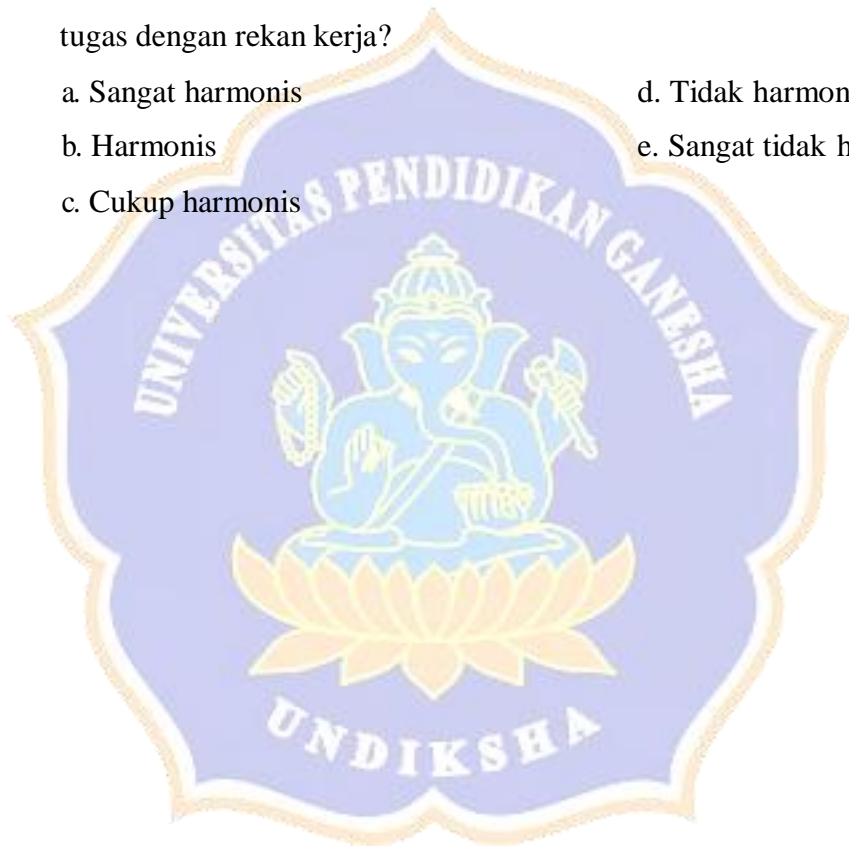 tugas dengan rekan kerja?
a. Sangat harmonis
d. Tidak harmon
b. Harmonis
e. Sangat tidak h
c. Cukup harmonis
UNIVERSITAS PENDIDIKAN GANESHA
UNDIKSHA